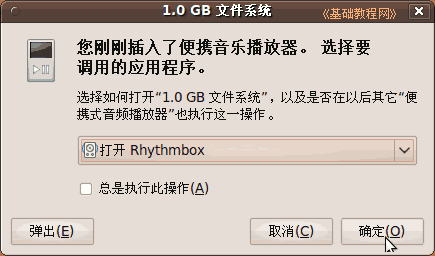 1.0 GB 文件系统
《基础教程网》
您刚刚插入了便携音乐播放器。 选择要
调用的应用程序。
选择如何打开“1.0 GB 文件系统”，以及是否在以后其它“便
携式音频播放器”也执行这一操作。
打开 Rhythmbox
总是执行此操作(A)
弹出(E)
取消(C)
确定(O)